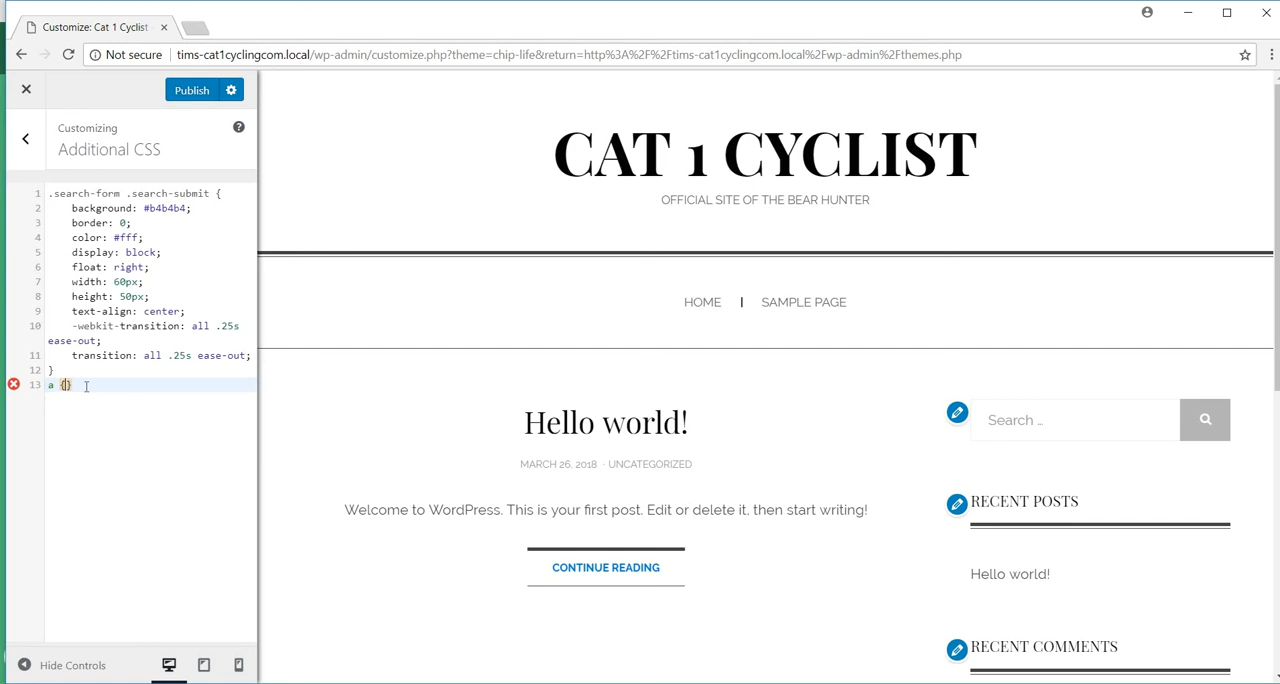 Customize: Cat 1 Cyclist
Not secure | tims-cat1cyclingcom.local/wp-admin/customize.php?theme=chip-life&return=http%3A%2F%2Ftims-cat1cyclingcom.local%2Fwp-admin%2Fthemes.php
Publish
Customizing
Additional CSS
1 .search-form .search-submit {
2 background: #b4b4b4;
3 border: 0;
4 color: #fff;
5 display: block;
6 float: right;
7 width: 60px;
8 height: 50px;
9 text-align: center;
10 -webkit-transition: all .25s
ease-out;
11 transition: all .25s ease-out;
12 }
13 a {}
Hide Controls
CAT 1 CYCLIST
OFFICIAL SITE OF THE BEAR HUNTER
HOME | SAMPLE PAGE
Hello world!
MARCH 26, 2018 · UNCATEGORIZED
Welcome to WordPress. This is your first post. Edit or delete it, then start writing!
CONTINUE READING
Search …
RECENT POSTS
Hello world!
RECENT COMMENTS